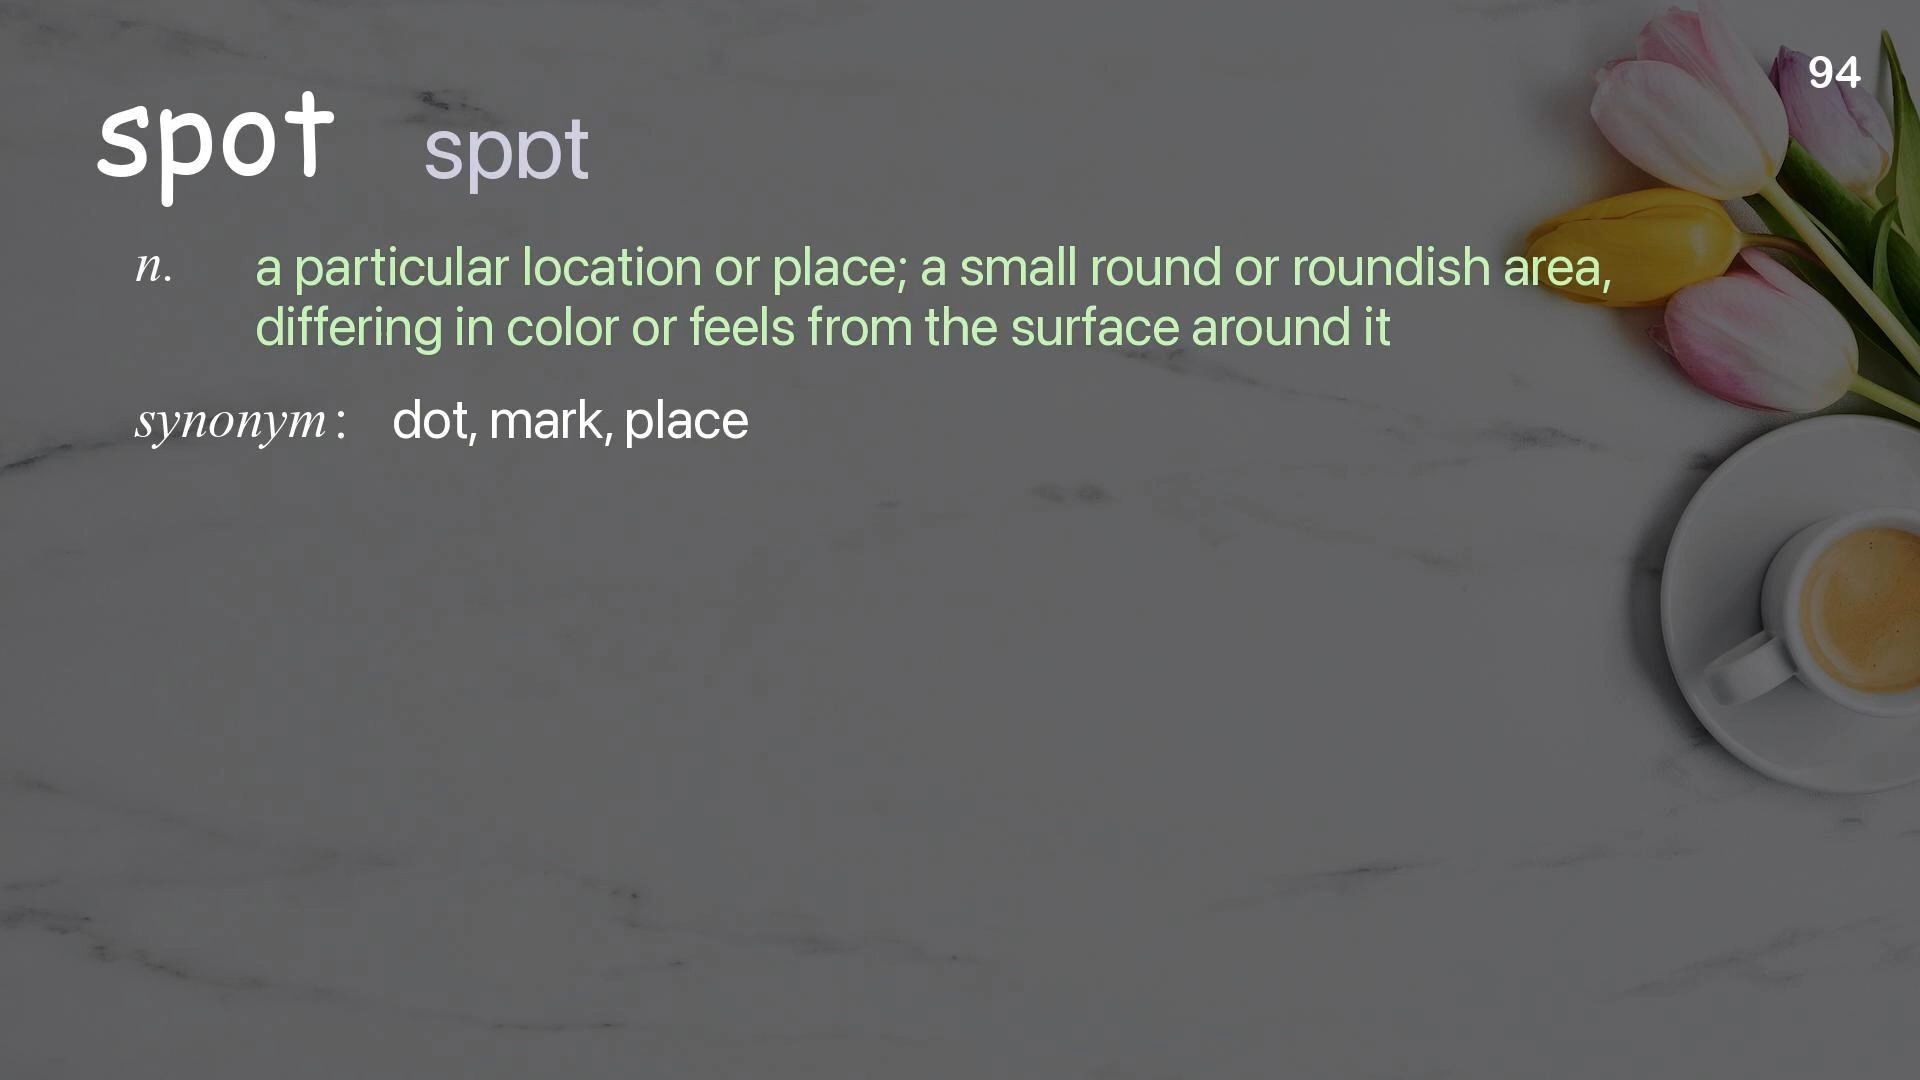 94
spot spɒt
n. a particular location or place; a small round or roundish area,
differing in color or feels from the surface around it
synonym: dot, mark, place